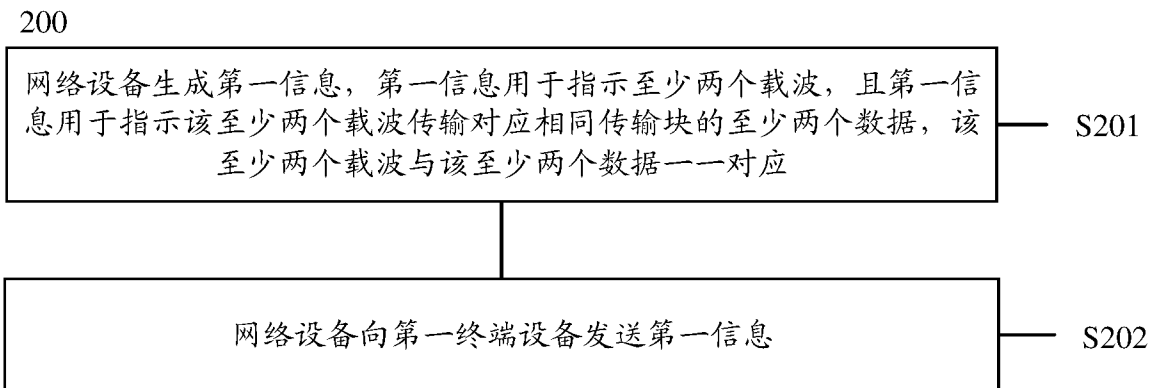 200
网络设备生成第一信息，第一信息用于指示至少两个载波，且第一信
息用于指示该至少两个载波传输对应相同传输块的至少两个数据，该
至少两个载波与该至少两个数据一一对应
S201
网络设备向第一终端设备发送第一信息
S202